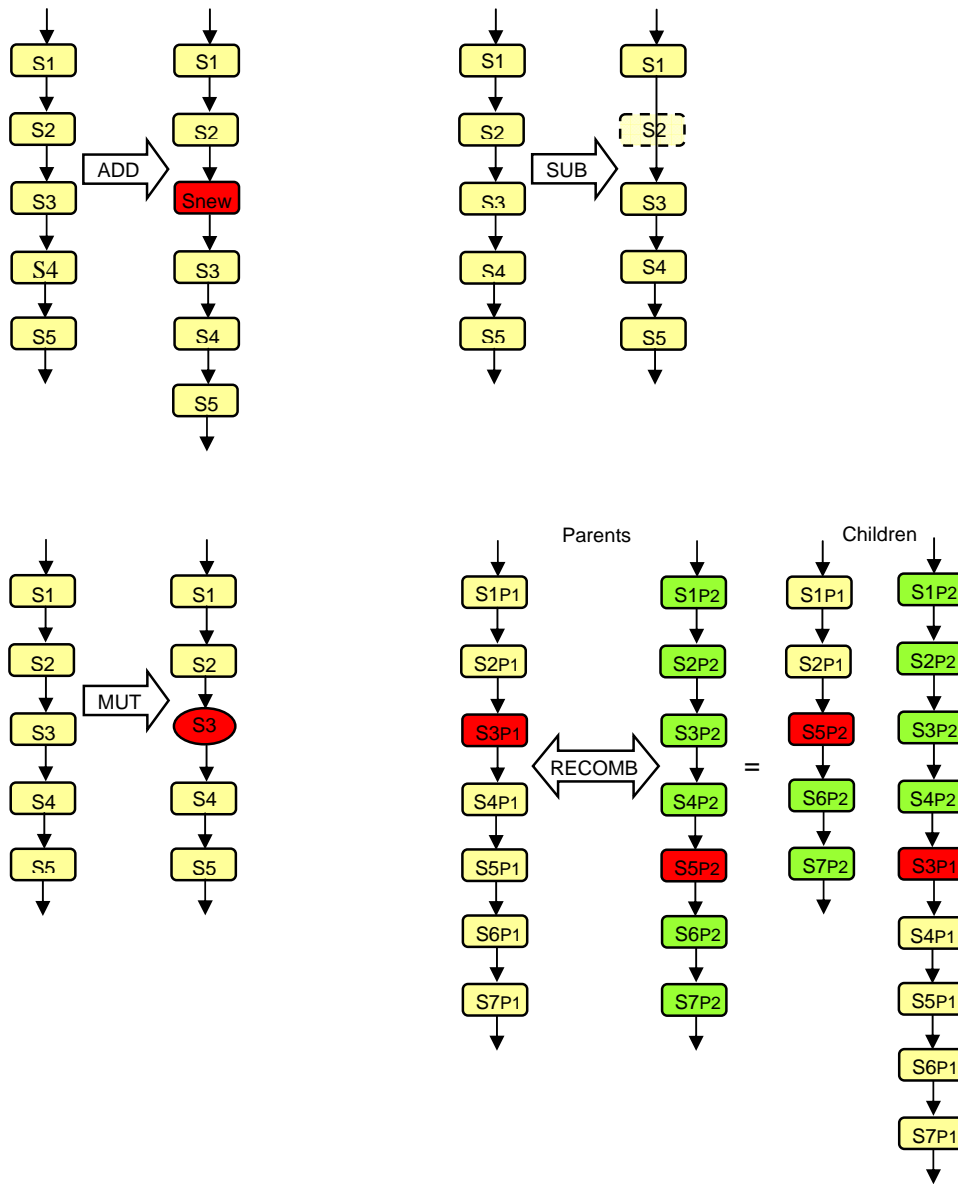 S1
S2
S3
S4
S5
ADD
S1
S2
Snew
S3
S4
S5
S1
S2
S3
S4
S5
SUB
S1
S2
S3
S4
S5
S1
S2
S3
S4
S5
MUT
S1
S2
S3
S4
S5
Parents
S1P1
S2P1
S3P1
S4P1
S5P1
S6P1
S7P1
RECOMB
S1P2
S2P2
S3P2
S4P2
S5P2
S6P2
S7P2
=
Children
S1P1
S2P1
S5P2
S6P2
S7P2
S1P2
S2P2
S3P2
S4P2
S3P1
S4P1
S5P1
S6P1
S7P1